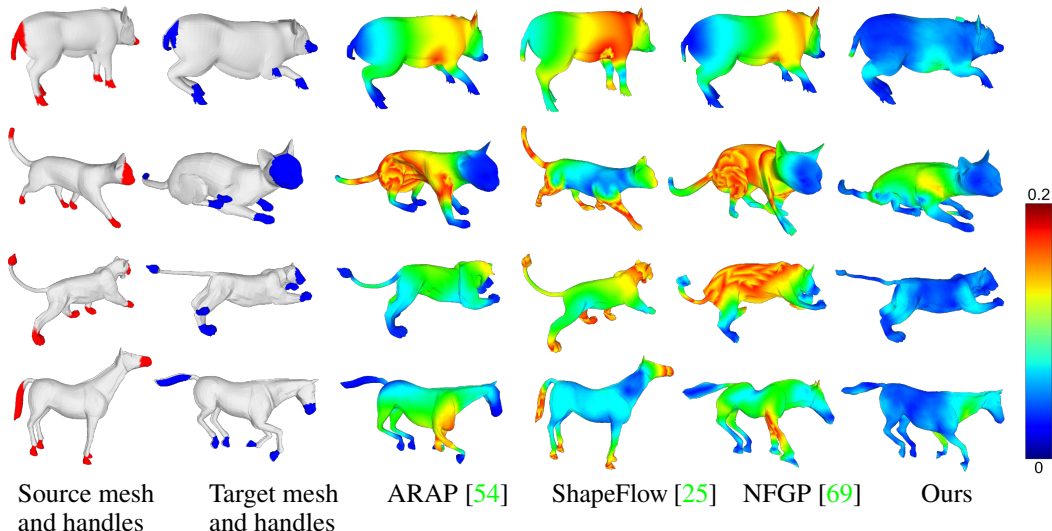 0.2
0
Source mesh and handles
Target mesh and handles
ARAP [54]
ShapeFlow [25]
NFGP [69]
Ours